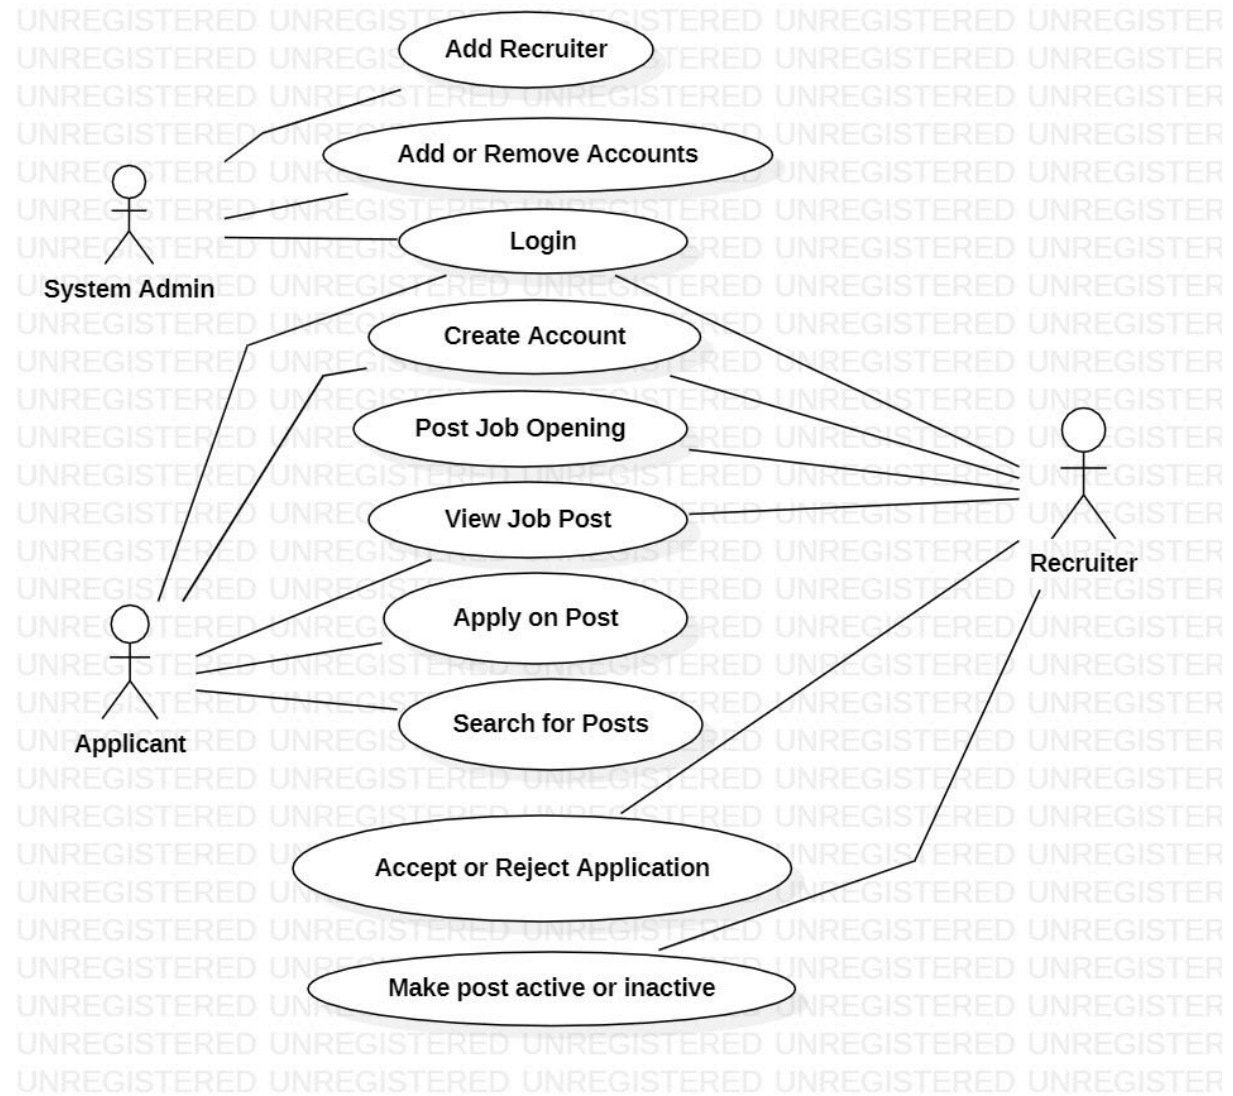 Add Recruiter
Add or Remove Accounts
Login
System Admin
Create Account
Post Job Opening
View Job Post
Recruiter
Apply on Post
Search for Posts
Applicant
Accept or Reject Application
Make post active or inactive
UNREGISTERED